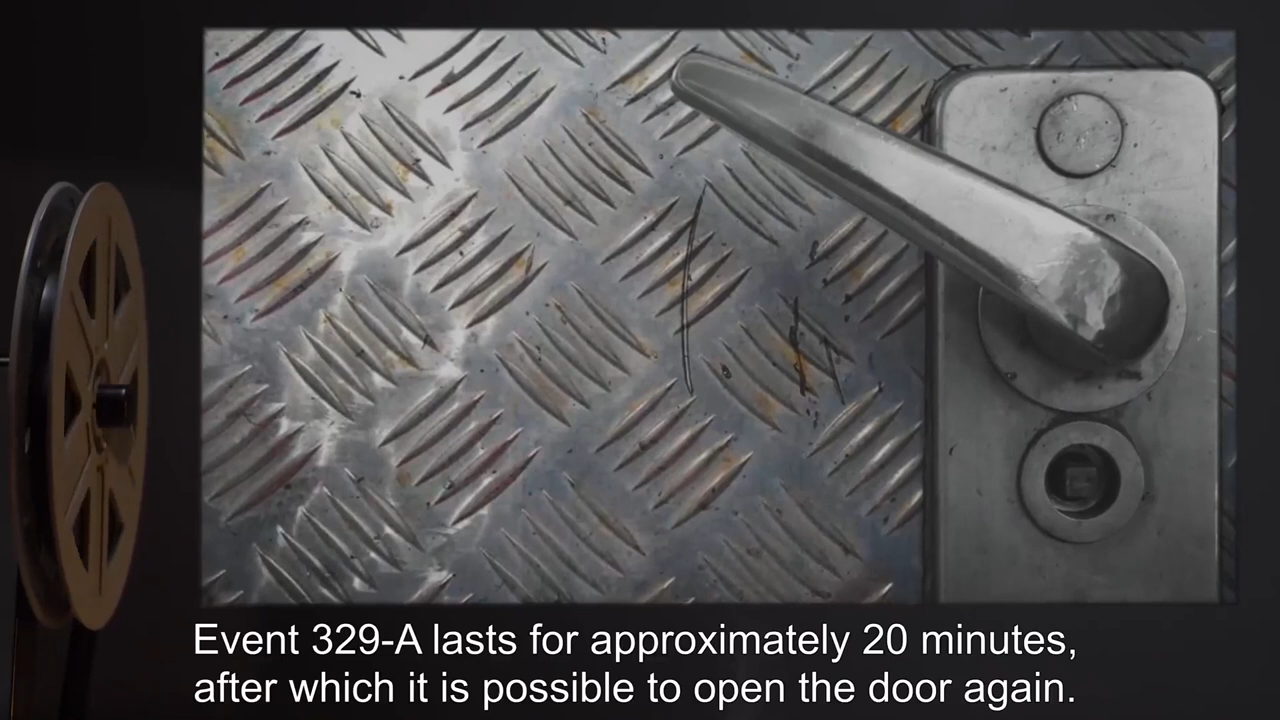 Event 329-A lasts for approximately 20 minutes,
after which it is possible to open the door again.